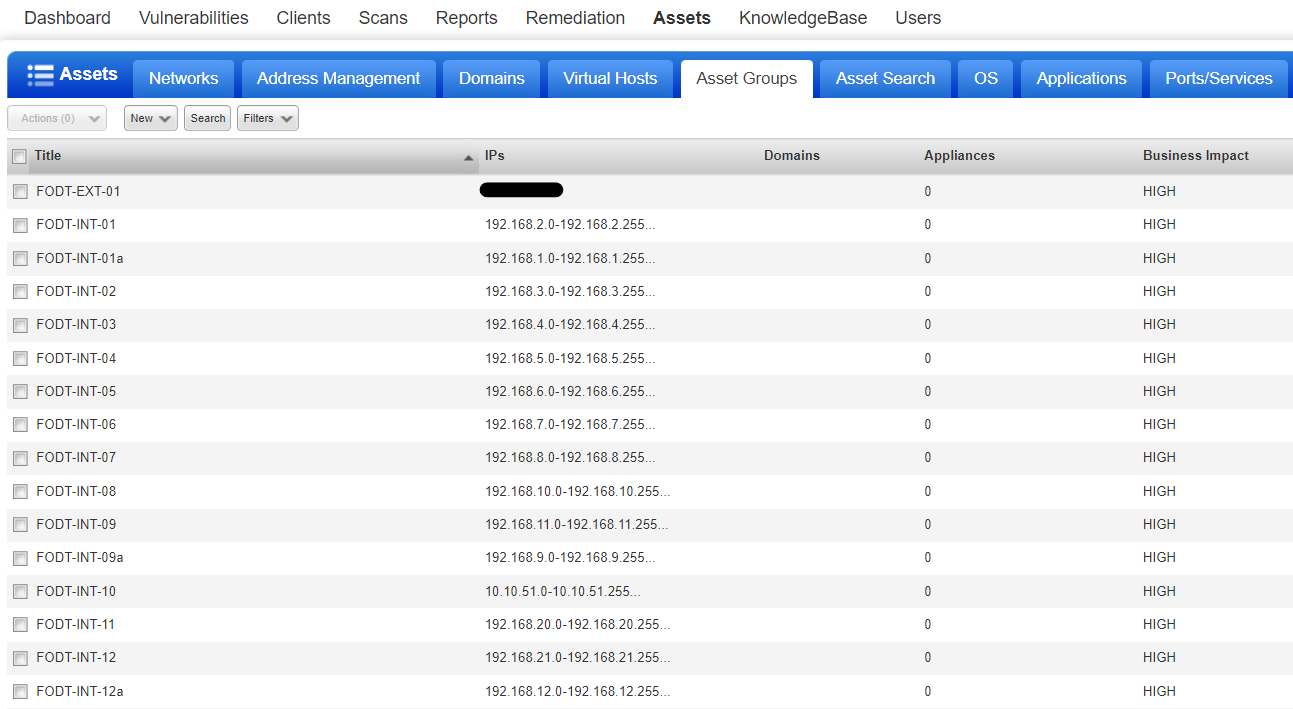 Dashboard Vulnerabilities Clients Scans Reports Remediation Assets KnowledgeBase Users
Assets Networks Address Management Domains Virtual Hosts Asset Groups Asset Search OS Applications Ports/Services
Actions (0) New Search Filters
Title IPs Domains Appliances Business Impact
FODT-EXT-01 0 HIGH
FODT-INT-01 192.168.2.0-192.168.2.255... 0 HIGH
FODT-INT-01a 192.168.1.0-192.168.1.255... 0 HIGH
FODT-INT-02 192.168.3.0-192.168.3.255... 0 HIGH
FODT-INT-03 192.168.4.0-192.168.4.255... 0 HIGH
FODT-INT-04 192.168.5.0-192.168.5.255... 0 HIGH
FODT-INT-05 192.168.6.0-192.168.6.255... 0 HIGH
FODT-INT-06 192.168.7.0-192.168.7.255... 0 HIGH
FODT-INT-07 192.168.8.0-192.168.8.255... 0 HIGH
FODT-INT-08 192.168.10.0-192.168.10.255... 0 HIGH
FODT-INT-09 192.168.11.0-192.168.11.255... 0 HIGH
FODT-INT-09a 192.168.9.0-192.168.9.255... 0 HIGH
FODT-INT-10 10.10.51.0-10.10.51.255... 0 HIGH
FODT-INT-11 192.168.20.0-192.168.20.255... 0 HIGH
FODT-INT-12 192.168.21.0-192.168.21.255... 0 HIGH
FODT-INT-12a 192.168.12.0-192.168.12.255... 0 HIGH